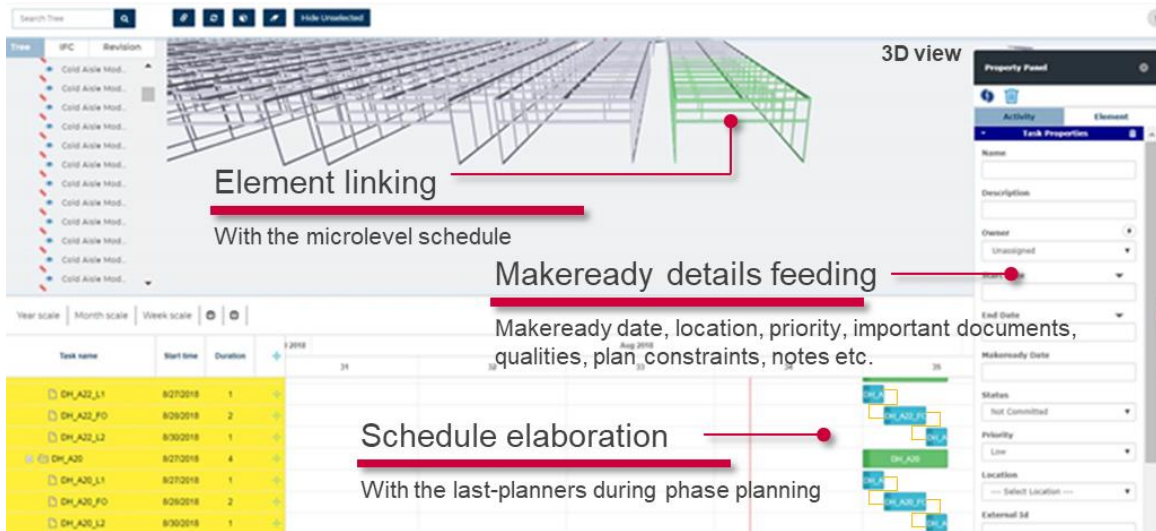 Search Tree
Hide Unselected
Tree IFC Revision
3D view
Cold Aisle Mod...
Cold Aisle Mod...
Cold Aisle Mod...
Cold Aisle Mod...
Cold Aisle Mod...
Cold Aisle Mod...
Cold Aisle Mod...
Cold Aisle Mod...
Cold Aisle Mod...
Cold Aisle Mod...
Cold Aisle Mod...
Cold Aisle Mod...
Element linking
With the microlevel schedule
Makeready details feeding
Makeready date, location, priority, important documents,
qualities, plan constraints, notes etc.
Property Panel
Activity Element
Task Properties
Name
Description
Owner
Unassigned
End Date
Makeready Date
Status
Not Committed
Priority
Low
Location
--- Select Location ---
External Id
Year scale Month scale Week scale
Task name Start time Duration
2018 Aug 2018
31 32 33 34 35
DH_A22_L1 8/27/2018 1
DH_A22_FO 8/28/2018 2 DH_A22_FO
DH_A22_L2 8/30/2018 1
DH_A20 8/27/2018 4 DH_A20
DH_A20_L1 8/27/2018 1
DH_A20_FO 8/28/2018 2 DH_A20_FO
DH_A20_L2 8/30/2018 1
Schedule elaboration
With the last-planners during phase planning